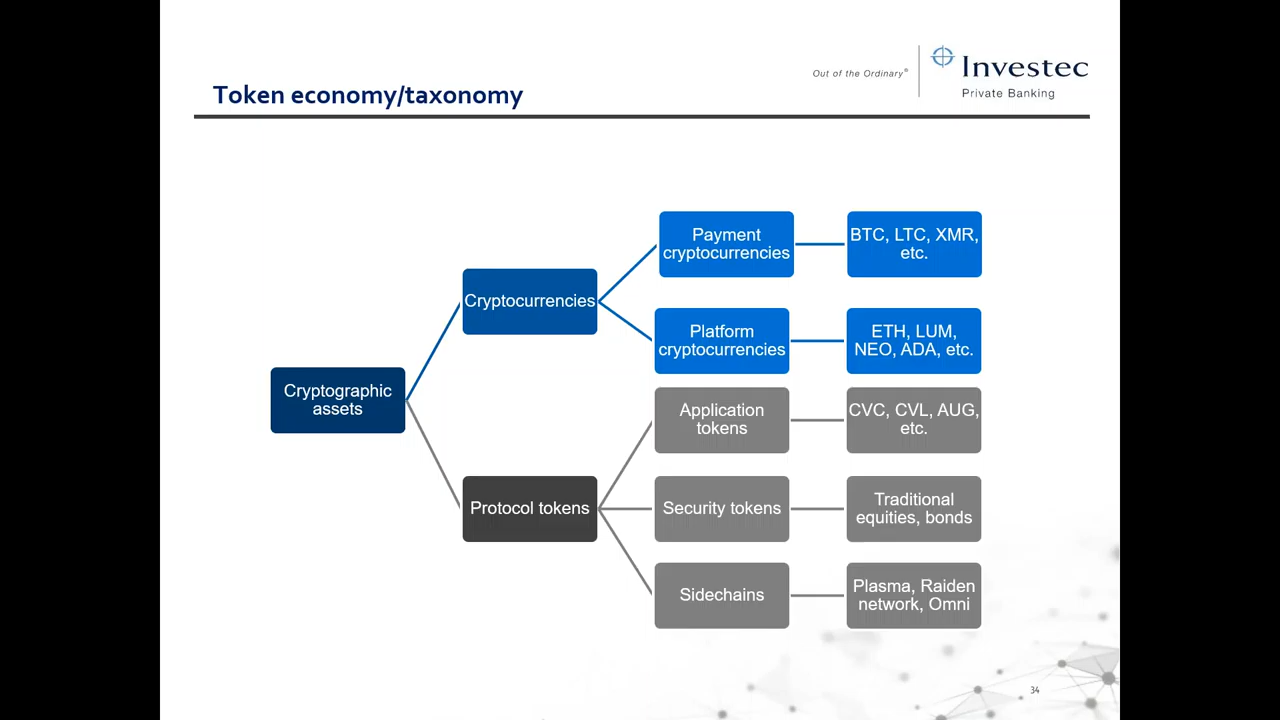 Out of the Ordinary®
Investec
Private Banking
Token economy/taxonomy
Cryptographic
assets
Cryptocurrencies
Payment
cryptocurrencies
BTC, LTC, XMR,
etc.
Platform
cryptocurrencies
ETH, LUM,
NEO, ADA, etc.
Protocol tokens
Application
tokens
CVC, CVL, AUG,
etc.
Security tokens
Traditional
equities, bonds
Sidechains
Plasma, Raiden
network, Omni
34